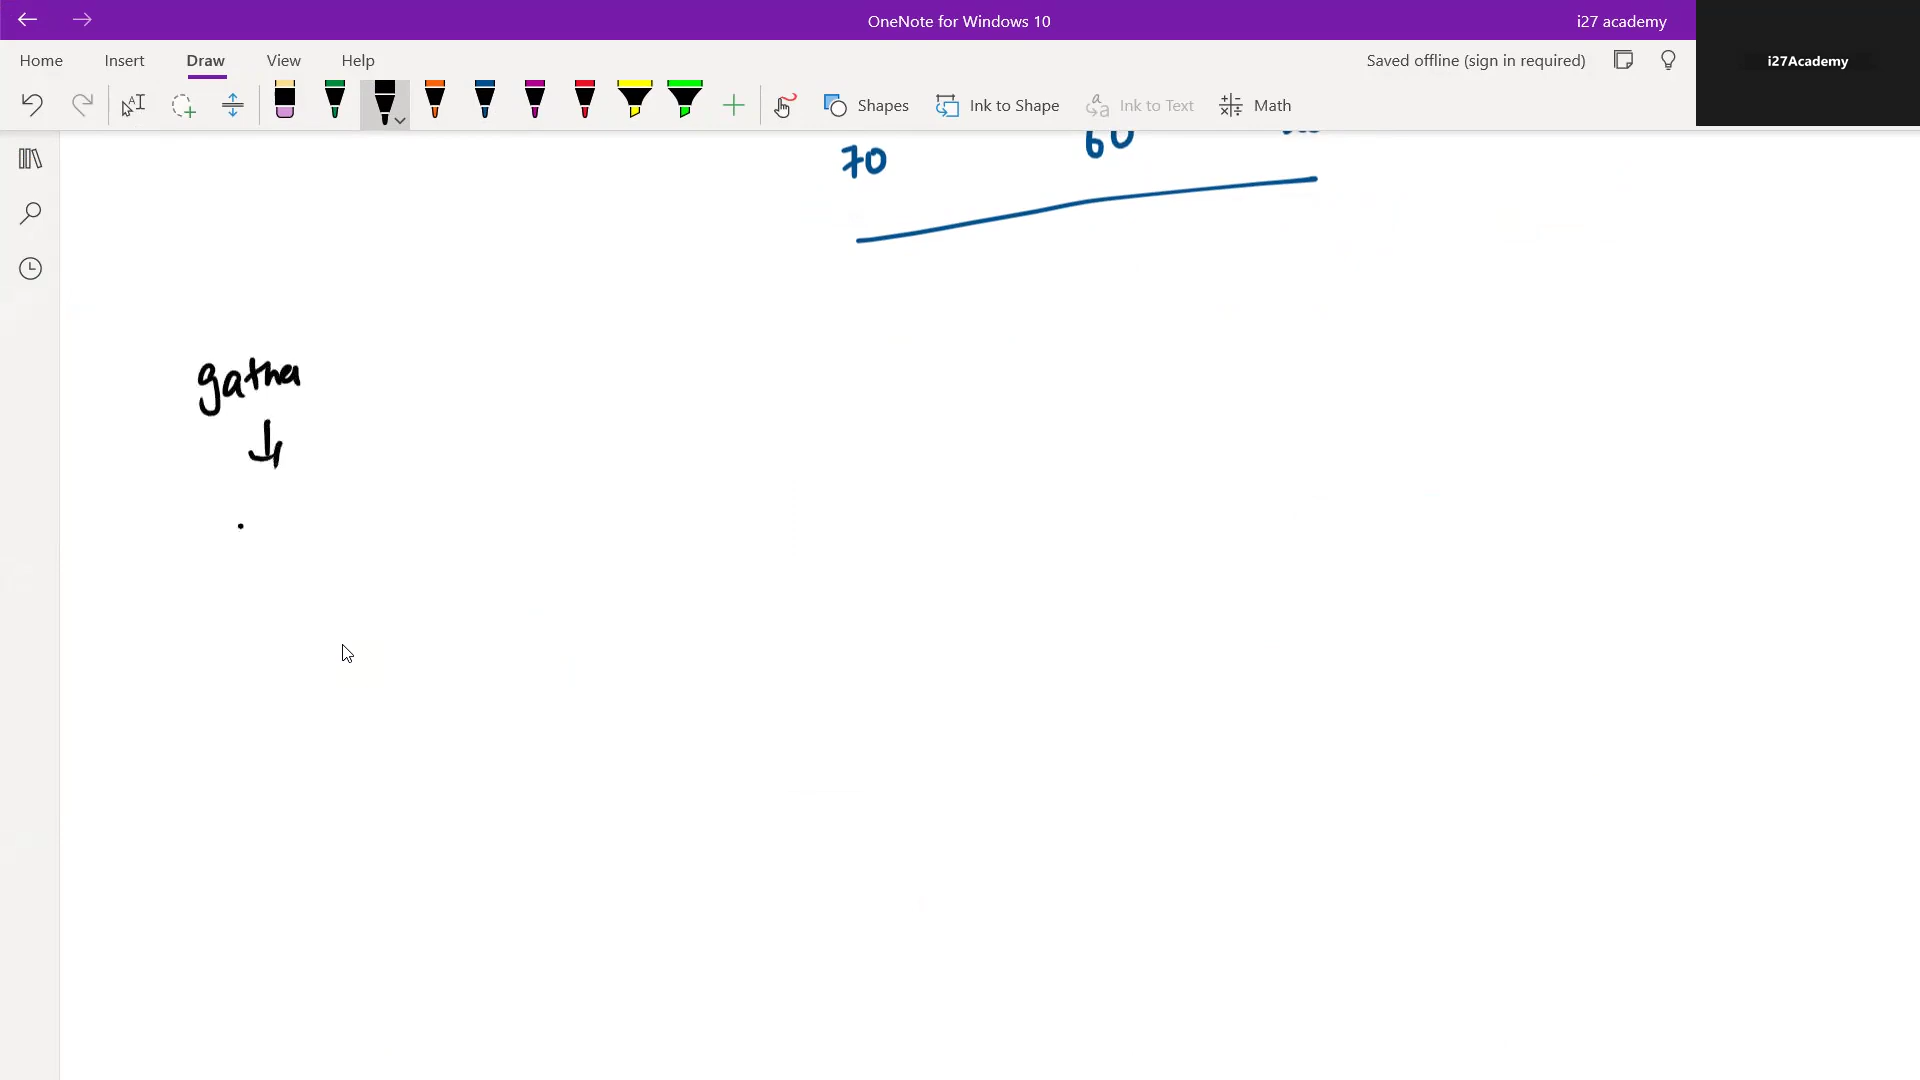 OneNote for Windows 10
i27 academy
i27Academy
Home Insert Draw View Help
Saved offline (sign in required)
Shapes
Ink to Shape
Ink to Text
Math
70
60
gather